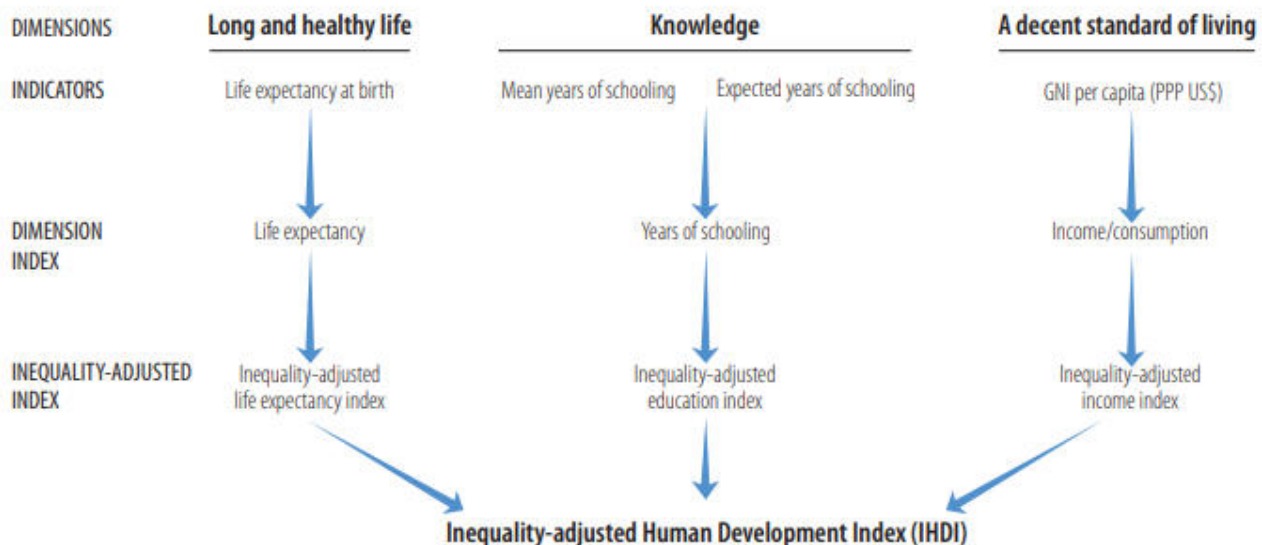 DIMENSIONS Long and healthy life Knowledge A decent standard of living
INDICATORS Life expectancy at birth Mean years of schooling Expected years of schooling GNI per capita (PPP US$)
DIMENSION Life expectancy Years of schooling Income/consumption
INDEX
INEQUALITY-ADJUSTED Inequality-adjusted Inequality-adjusted Inequality-adjusted
INDEX life expectancy index education index income index
Inequality-adjusted Human Development Index (IHDI)